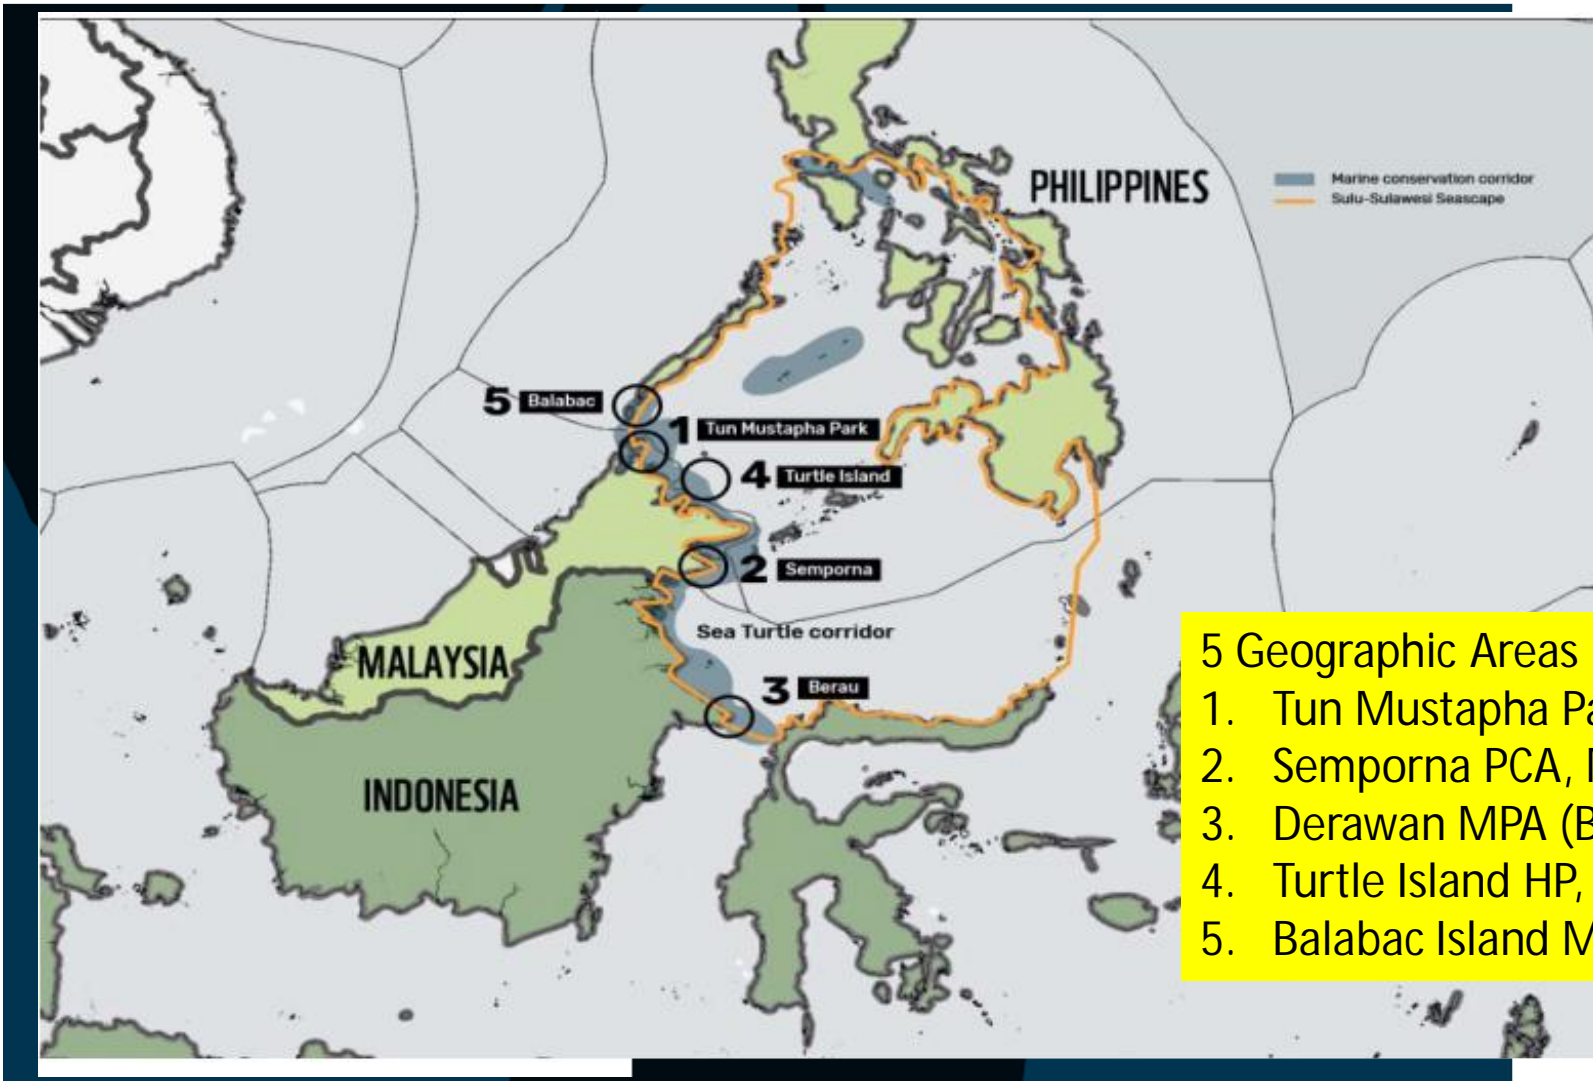 PHILIPPINES
Marine conservation corridor
Sulu-Sulawesi Seascape
5 Balabac
1 Tun Mustapha Park
4 Turtle Island
2 Semporna
Sea Turtle corridor
MALAYSIA
3 Berau
INDONESIA
5 Geographic Areas
1. Tun Mustapha
2. Semporna PCA,
3. Derawan MPA
4. Turtle Island HP,
5. Balabac Island